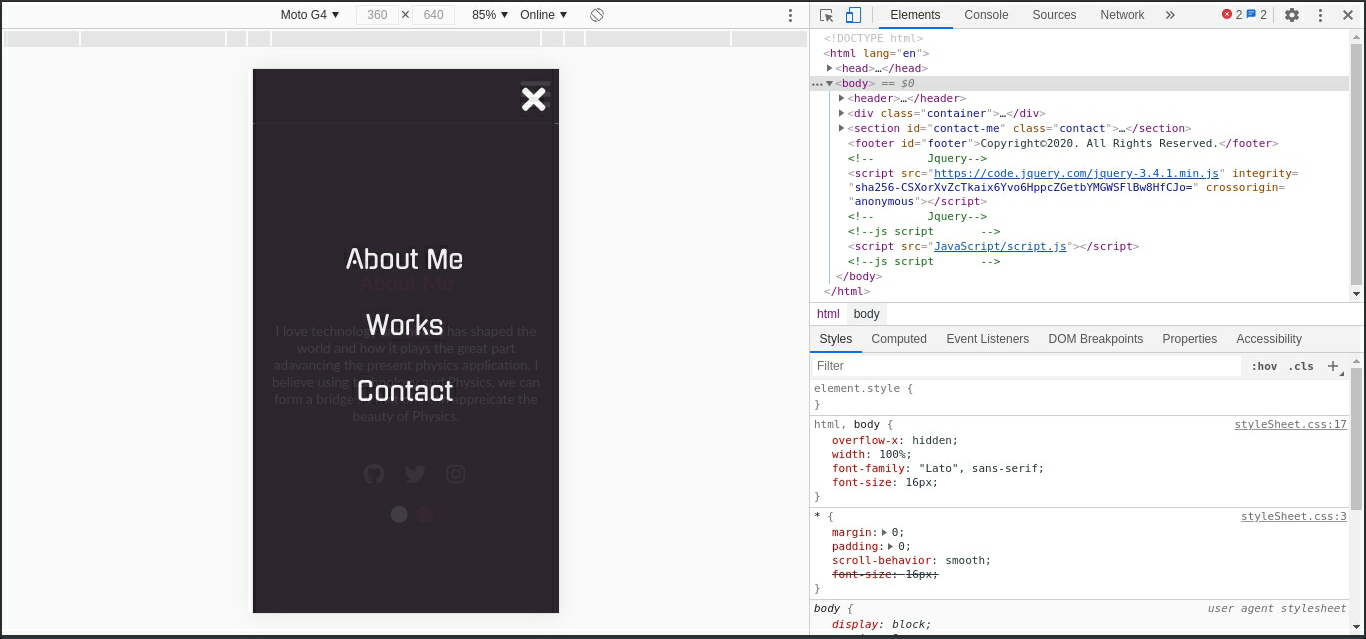 Moto G4 ▼ 360 × 640 85% ▼ Online ▼
Elements Console Sources Network » 2 2
About Me
About Me
Works
I love technology has shaped the
world and how it plays the great part
adavancing the present physics application. I
believe using and Physics, we can
Contact
form a bridge appreicate the
beauty of Physics.
<!DOCTYPE html>
<html lang="en">
▶<head>…</head>
…▼<body> == $0
▶<header>…</header>
▶<div class="container">…</div>
▶<section id="contact-me" class="contact">…</section>
<footer id="footer">Copyright©2020. All Rights Reserved.</footer>
<!-- Jquery-->
<script src="https://code.jquery.com/jquery-3.4.1.min.js" integrity=
"sha256-CSXorXvZcTkaix6Yvo6HppcZGetbYMGWSFlBw8HfCJo=" crossorigin=
"anonymous"></script>
<!-- Jquery-->
<!--js script -->
<script src="JavaScript/script.js"></script>
<!--js script -->
</body>
</html>
html body
Styles Computed Event Listeners DOM Breakpoints Properties Accessibility
Filter :hov .cls +
element.style {
}
html, body { styleSheet.css:17
overflow-x: hidden;
width: 100%;
font-family: "Lato", sans-serif;
font-size: 16px;
}
* { styleSheet.css:3
margin:▶ 0;
padding:▶ 0;
scroll-behavior: smooth;
font-size: 16px;
}
body { user agent stylesheet
display: block;